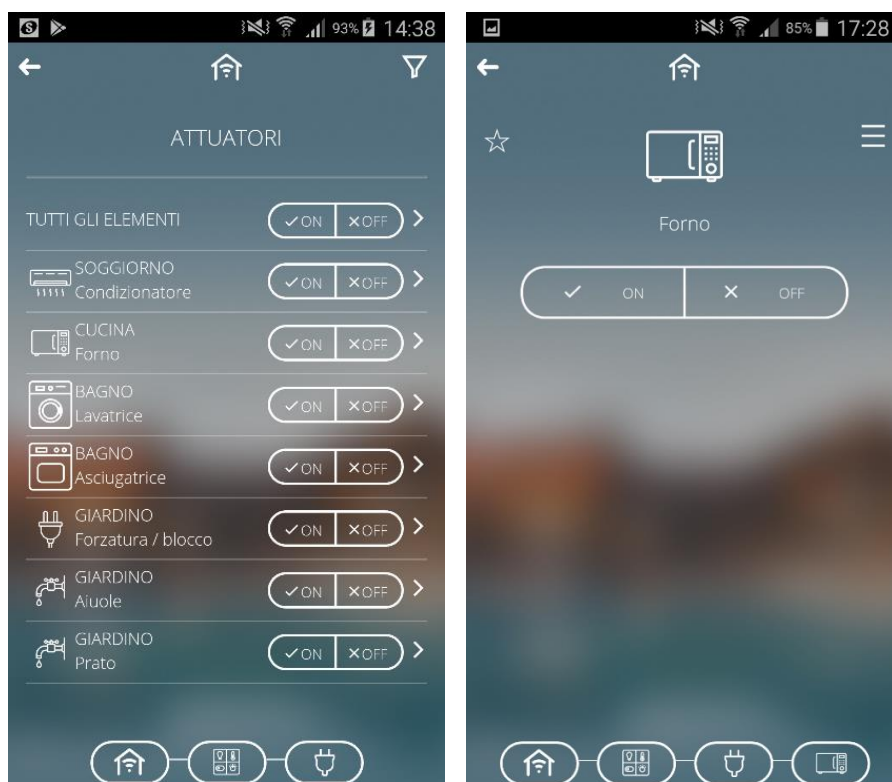 93% 14:38
ATTUATORI
TUTTI GLI ELEMENTI ON OFF
SOGGIORNO
Condizionatore ON OFF
CUCINA
Forno ON OFF
BAGNO
Lavatrice ON OFF
BAGNO
Asciugatrice ON OFF
GIARDINO
Forzatura / blocco ON OFF
GIARDINO
Aiuole ON OFF
GIARDINO
Prato ON OFF
85% 17:28
Forno
ON OFF